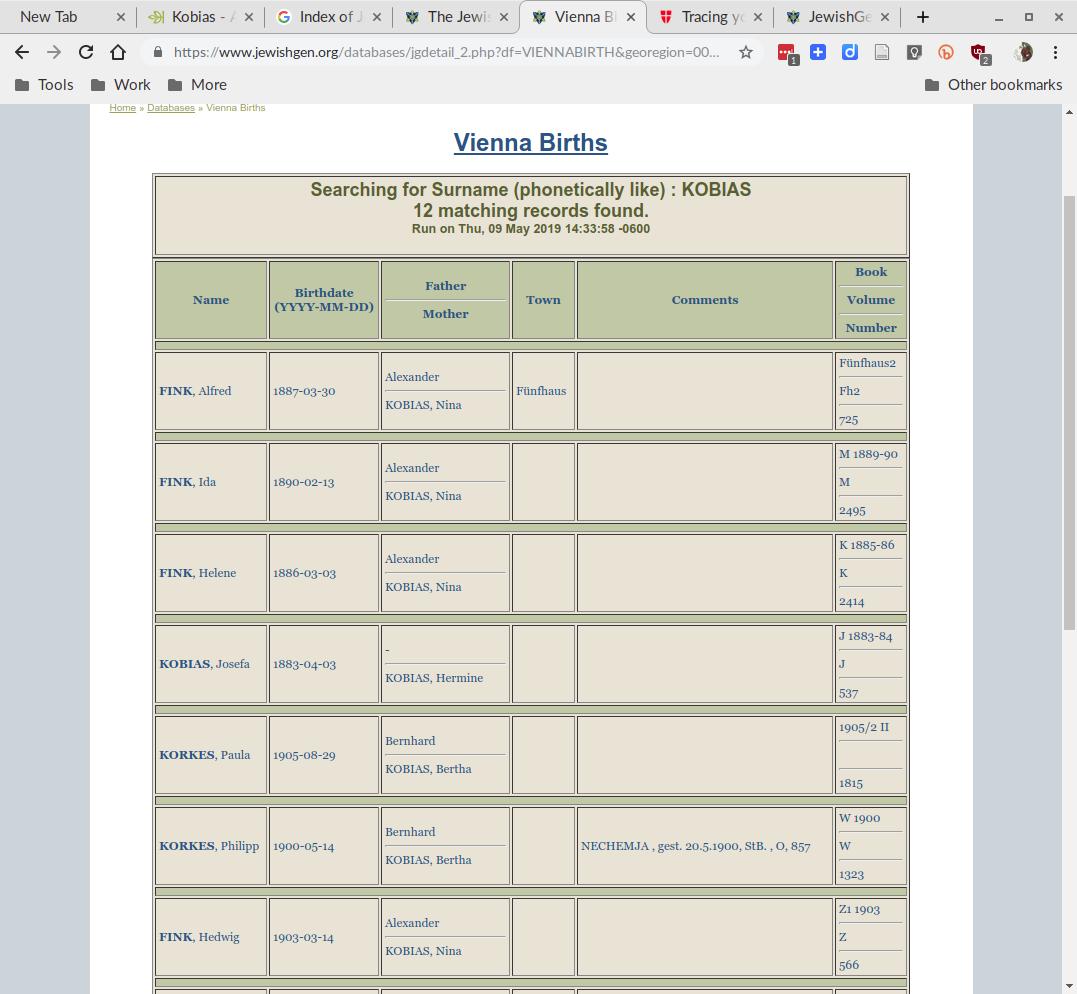 New Tab
Kobias - A
Index of J
The Jewis
Vienna Bi
Tracing yo
JewishGe
https://www.jewishgen.org/databases/jgdetail_2.php?df=VIENNABIRTH&georegion=00...
1
2
Tools
Work
More
Other bookmarks
Home » Databases » Vienna Births
Vienna Births
Searching for Surname (phonetically like) : KOBIAS
12 matching records found.
Run on Thu, 09 May 2019 14:33:58 -0600
Name
Birthdate
(YYYY-MM-DD)
Father
Mother
Town
Comments
Book
Volume
Number
FINK, Alfred
1887-03-30
Alexander
KOBIAS, Nina
Fünfhaus
Fünfhaus2
Fh2
725
FINK, Ida
1890-02-13
Alexander
KOBIAS, Nina
M 1889-90
M
2495
FINK, Helene
1886-03-03
Alexander
KOBIAS, Nina
K 1885-86
K
2414
KOBIAS, Josefa
1883-04-03
-
KOBIAS, Hermine
J 1883-84
J
537
KORKES, Paula
1905-08-29
Bernhard
KOBIAS, Bertha
1905/2 II
1815
KORKES, Philipp
1900-05-14
Bernhard
KOBIAS, Bertha
NECHEMJA , gest. 20.5.1900, StB. , O, 857
W 1900
W
1323
FINK, Hedwig
1903-03-14
Alexander
KOBIAS, Nina
Z1 1903
Z
566